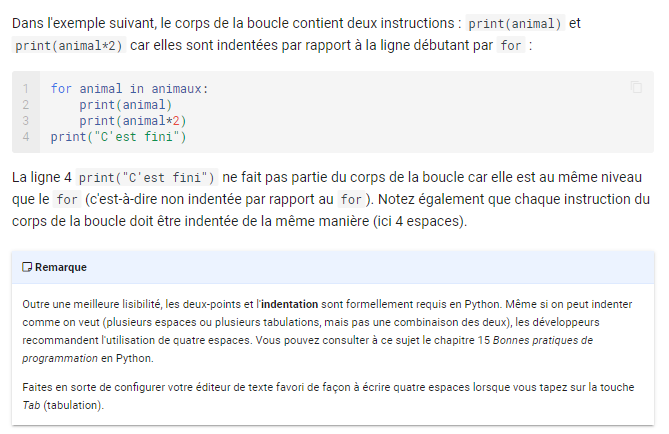 Dans l'exemple suivant, le corps de la boucle contient deux instructions : print(animal) et
print(animal*2) car elles sont indentées par rapport à la ligne débutant par for :
1 for animal in animaux:
2     print(animal)
3     print(animal*2)
4 print("C'est fini")
La ligne 4 print("C'est fini") ne fait pas partie du corps de la boucle car elle est au même niveau
que le for (c'est-à-dire non indentée par rapport au for ). Notez également que chaque instruction du
corps de la boucle doit être indentée de la même manière (ici 4 espaces).
Remarque
Outre une meilleure lisibilité, les deux-points et l'indentation sont formellement requis en Python. Même si on peut indenter
comme on veut (plusieurs espaces ou plusieurs tabulations, mais pas une combinaison des deux), les développeurs
recommandent l'utilisation de quatre espaces. Vous pouvez consulter à ce sujet le chapitre 15 Bonnes pratiques de
programmation en Python.
Faites en sorte de configurer votre éditeur de texte favori de façon à écrire quatre espaces lorsque vous tapez sur la touche
Tab (tabulation).